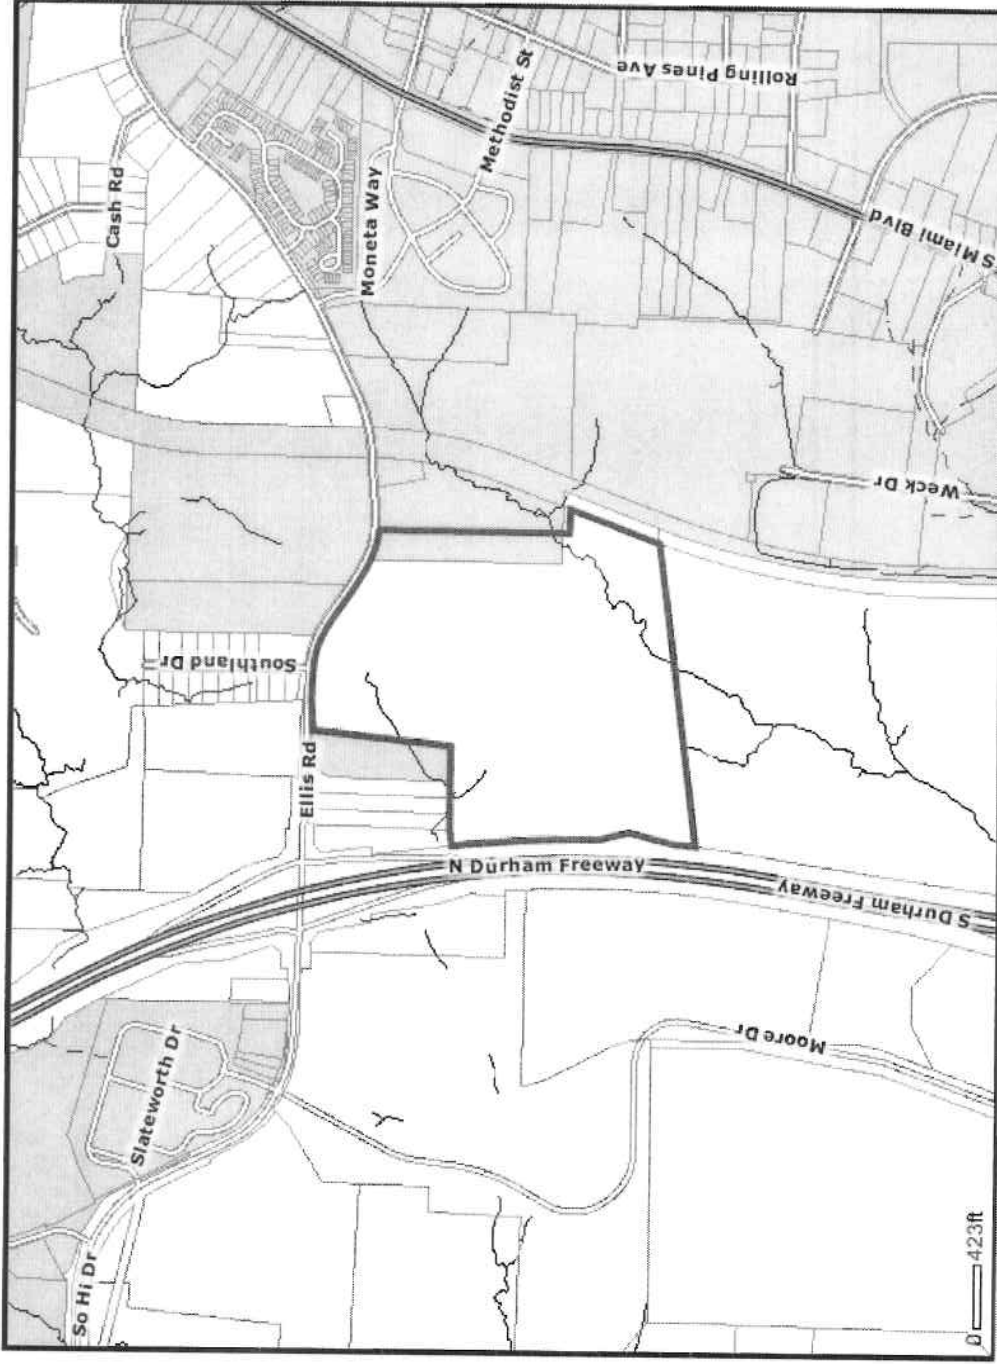 Cash Rd
Methodist St
Rolling Pines Ave
Moneta Way
S Miami Blvd
Weck Dr
Southland Dr
Ellis Rd
N Durham Freeway
S Durham Freeway
Slateworth Dr
Moore Dr
So Hi Dr
0 423ft